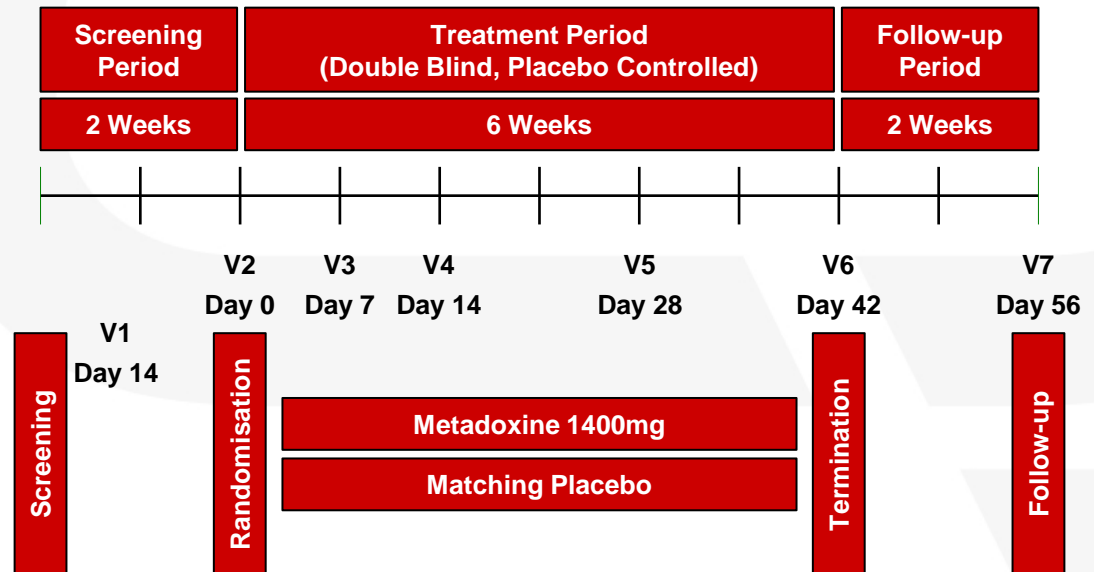 Screening
Period
Treatment Period
(Double Blind, Placebo Controlled)
Follow-up
Period
2 Weeks
6 Weeks
2 Weeks
V2
Day 0
V3
Day 7
V4
Day 14
V5
Day 28
V6
Day 42
V7
Day 56
V1
Day 14
Screening
Randomisation
Metadoxine 1400mg
Matching Placebo
Termination
Follow-up